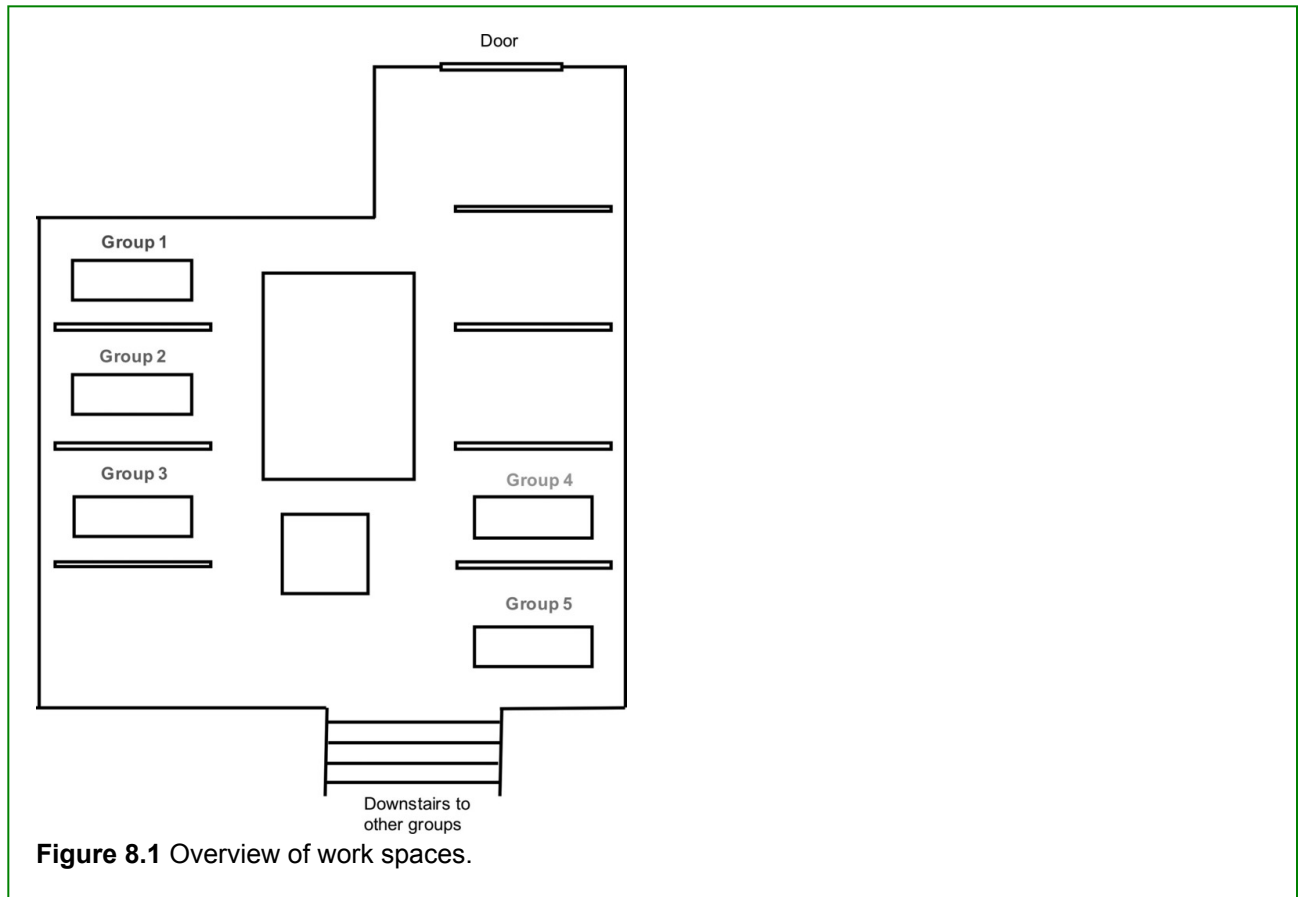 Door
Group 1
Group 2
Group 3
Group 4
Group 5
Downstairs to
other groups
Figure 8.1 Overview of work spaces.